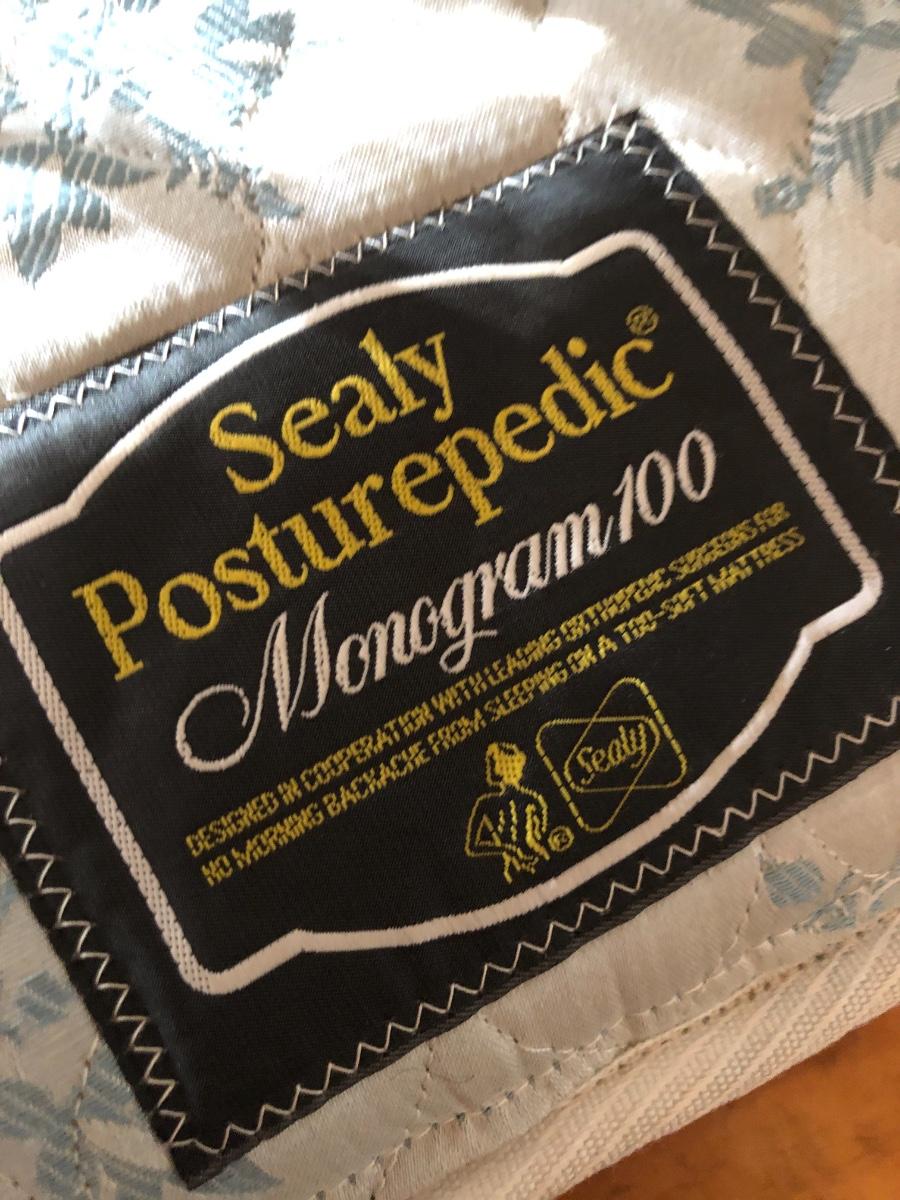 Sealy
Posturepedic®
Monogram 100
DESIGNED IN COOPERATION WITH LEADING ORTHOPEDIC SURGEONS FOR
NO MORNING BACKACHE FROM SLEEPING ON A TOO-SOFT MATTRESS
®
Sealy